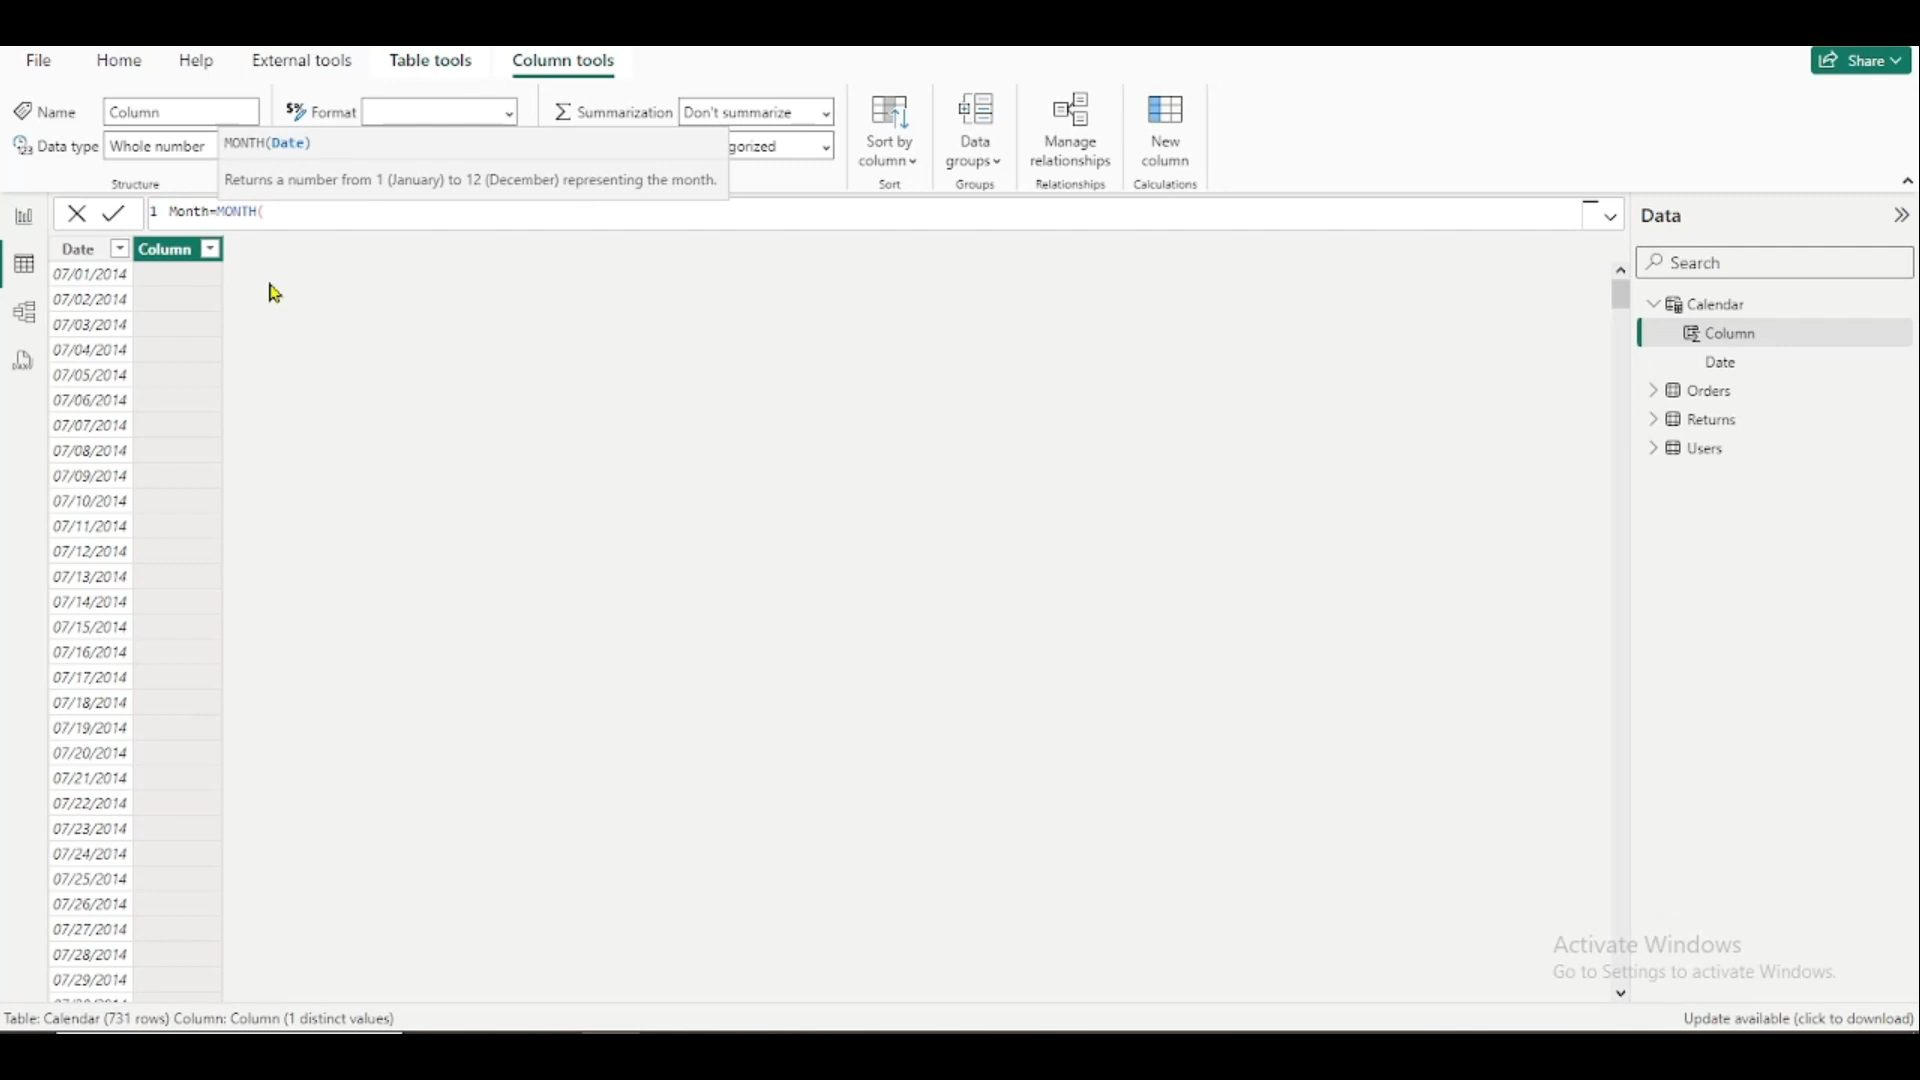 File Home Help External tools Table tools Column tools Share
Name Column Format Summarization Don't summarize
Data type Whole number MONTH(Date) gorized
Returns a number from 1 (January) to 12 (December) representing the month.
Sort by column Data groups Manage relationships New column
Structure Sort Groups Relationships Calculations
1 Month=MONTH(
Data
Date Column
Search
07/01/2014
07/02/2014
07/03/2014
07/04/2014
07/05/2014
07/06/2014
07/07/2014
07/08/2014
07/09/2014
07/10/2014
07/11/2014
07/12/2014
07/13/2014
07/14/2014
07/15/2014
07/16/2014
07/17/2014
07/18/2014
07/19/2014
07/20/2014
07/21/2014
07/22/2014
07/23/2014
07/24/2014
07/25/2014
07/26/2014
07/27/2014
07/28/2014
07/29/2014
Calendar
Column
Date
Orders
Returns
Users
DAX
Activate Windows
Go to Settings to activate Windows.
Table: Calendar (731 rows) Column: Column (1 distinct values)
Update available (click to download)